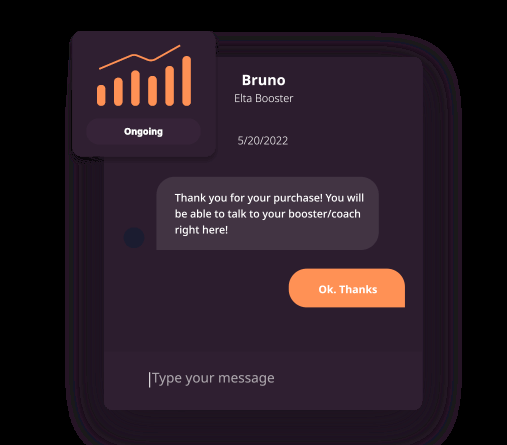 Bruno
Elta Booster
Ongoing
5/20/2022
Thank you for your purchase! You will
be able to talk to your booster/coach
right here!
Ok. Thanks
Type your message